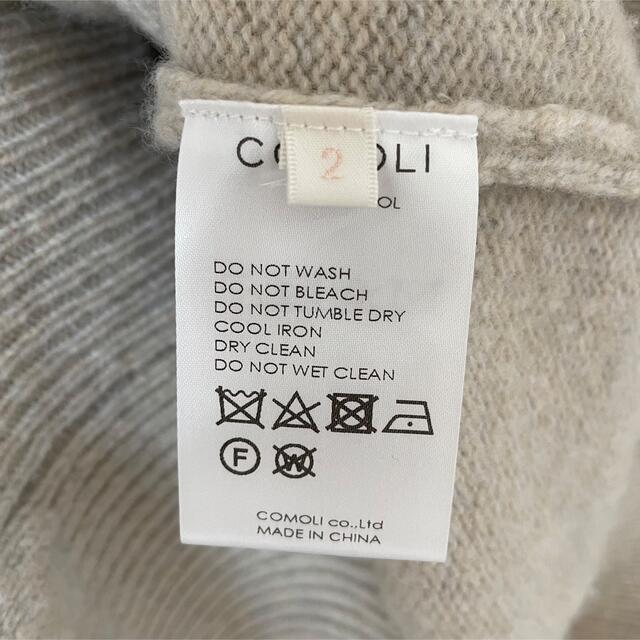 2
DO NOT WASH
DO NOT BLEACH
DO NOT TUMBLE DRY
COOL IRON
DRY CLEAN
DO NOT WET CLEAN
F W
COMOLI co.,Ltd
MADE IN CHINA